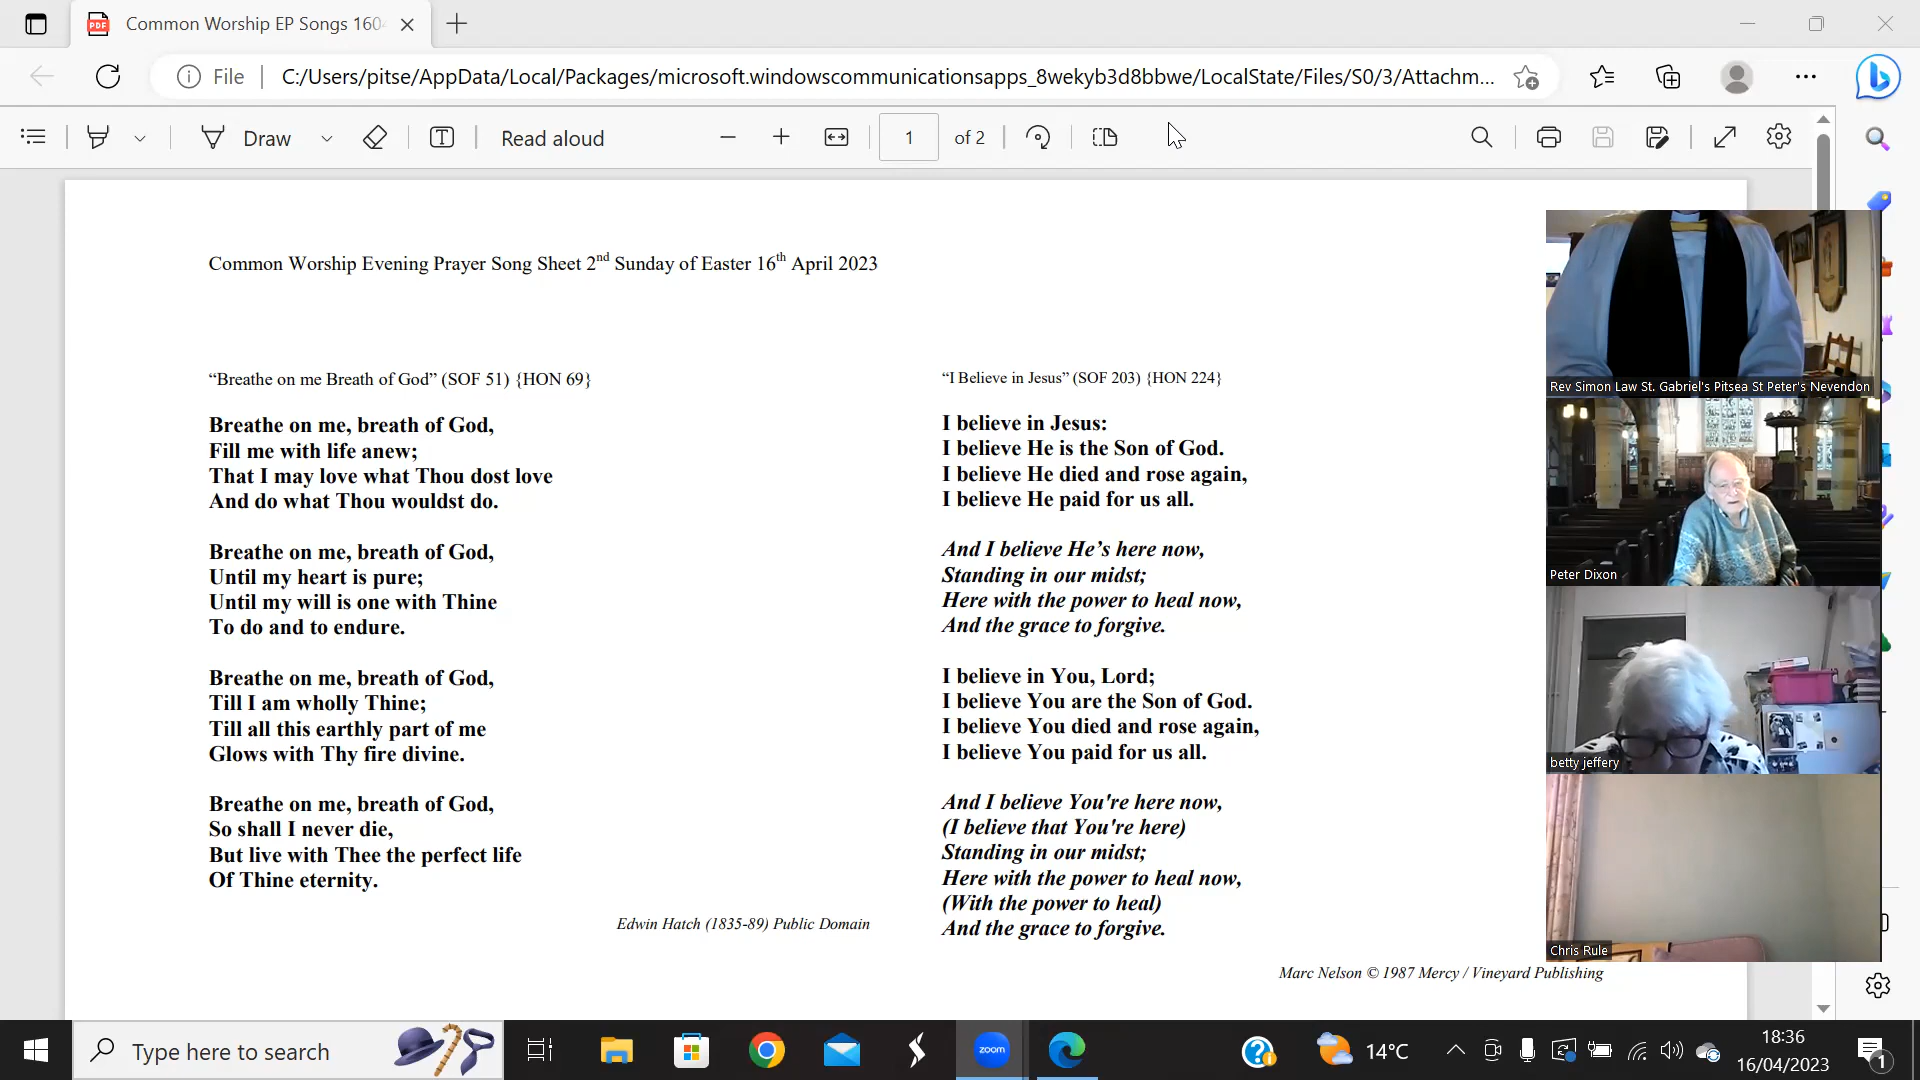 Common Worship EP Songs 160
File
C:/Users/pitse/AppData/Local/Packages/microsoft.windowscommunicationsapps_8wekyb3d8bbwe/LocalState/Files/S0/3/Attachm...
Draw
Read aloud
1 of 2
Common Worship Evening Prayer Song Sheet 2nd Sunday of Easter 16th April 2023
“Breathe on me Breath of God” (SOF 51) {HON 69}
Breathe on me, breath of God,
Fill me with life anew;
That I may love what Thou dost love
And do what Thou wouldst do.
Breathe on me, breath of God,
Until my heart is pure;
Until my will is one with Thine
To do and to endure.
Breathe on me, breath of God,
Till I am wholly Thine;
Till all this earthly part of me
Glows with Thy fire divine.
Breathe on me, breath of God,
So shall I never die,
But live with Thee the perfect life
Of Thine eternity.
Edwin Hatch (1835-89) Public Domain
“I Believe in Jesus” (SOF 203) {HON 224}
I believe in Jesus:
I believe He is the Son of God.
I believe He died and rose again,
I believe He paid for us all.
And I believe He’s here now,
Standing in our midst;
Here with the power to heal now,
And the grace to forgive.
I believe in You, Lord;
I believe You are the Son of God.
I believe You died and rose again,
I believe You paid for us all.
And I believe You're here now,
(I believe that You're here)
Standing in our midst;
Here with the power to heal now,
(With the power to heal)
And the grace to forgive.
Marc Nelson © 1987 Mercy / Vineyard Publishing
Rev Simon Law St. Gabriel's Pitsea St Peter's Nevendon
Peter Dixon
betty jeffery
Chris Rule
Type here to search
zoom
14°C
18:36
16/04/2023
1